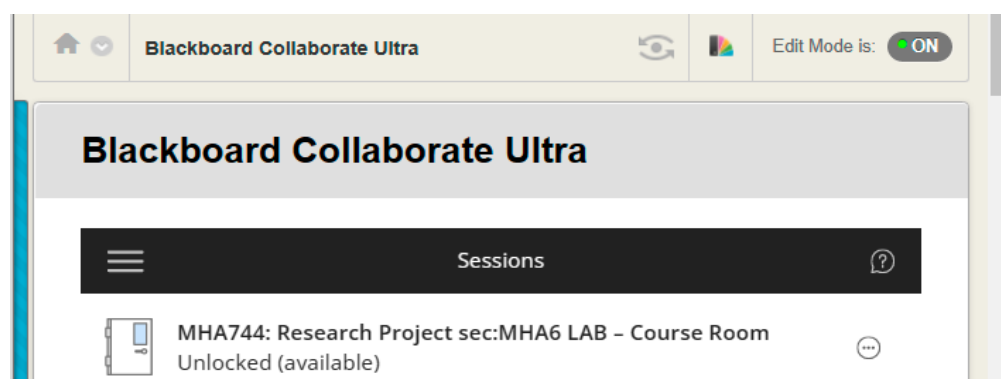 Blackboard Collaborate Ultra
Edit Mode is: ON
Blackboard Collaborate Ultra
Sessions
MHA744: Research Project sec:MHA6 LAB – Course Room
Unlocked (available)